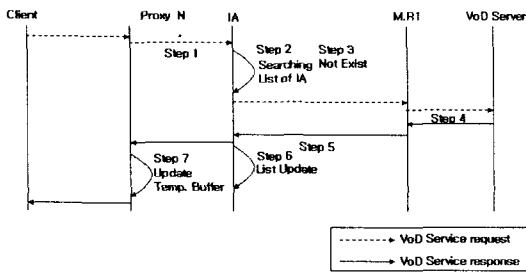 Client
Proxy N
IA
M.R1
VoD Server
Step 1
Step 2
Searching
List of IA
Step 3
Not Exist
Step 4
Step 5
Step 6
List Update
Step 7
Update
Temp. Buffer
VoD Service request
VoD Service response